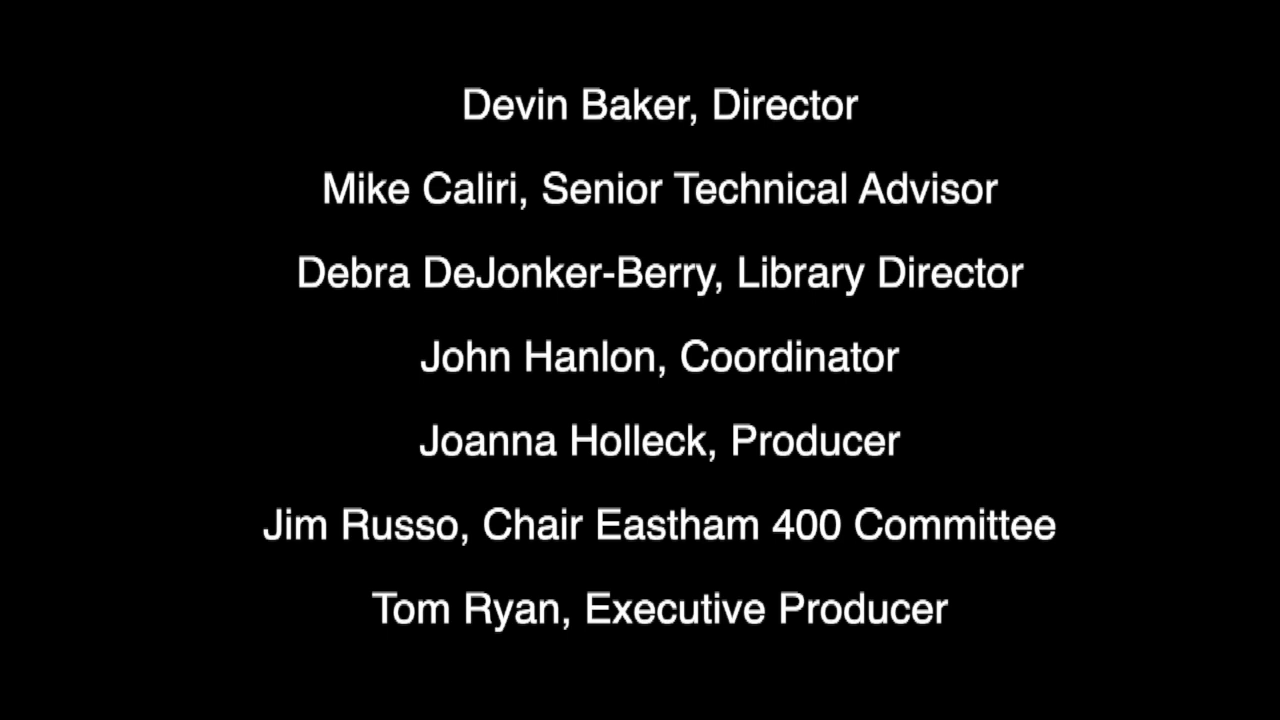 Devin Baker, Director
Mike Caliri, Senior Technical Advisor
Debra DeJonker-Berry, Library Director
John Hanlon, Coordinator
Joanna Holleck, Producer
Jim Russo, Chair Eastham 400 Committee
Tom Ryan, Executive Producer